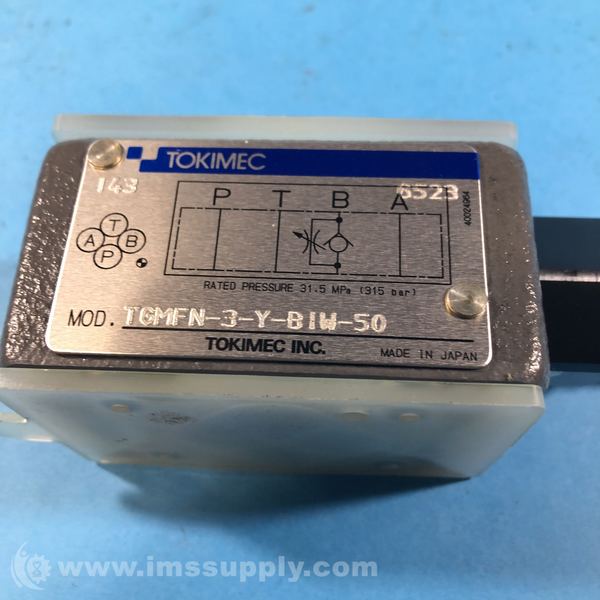 TOKIMEC
143 6523
P T B A
40024964
T
A B
P
RATED PRESSURE 31.5 MPa (315 bar)
MOD. TGMFN-3-Y-B1W-50
TOKIMEC INC.
MADE IN JAPAN
www.imssupply.com